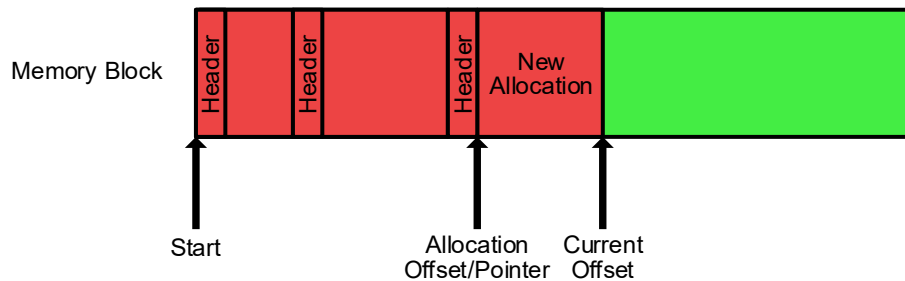 Memory Block
Header
Header
Header
New
Allocation
Start
Allocation
Offset/Pointer
Current
Offset